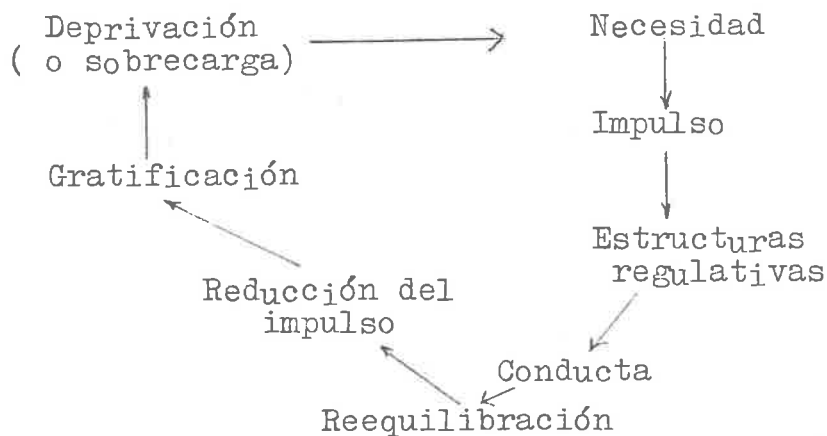 Deprivación
( o sobrecarga)
Necesidad
Impulso
Gratificación
Estructuras
regulativas
Reducción del
impulso
Conducta
Reequilibración